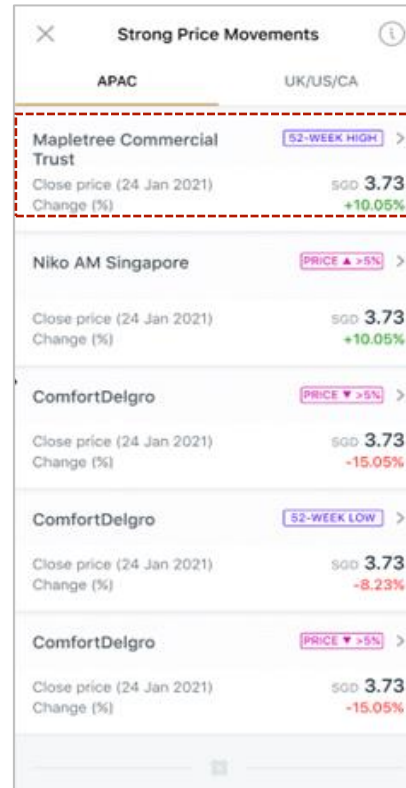 Strong Price Movements
APAC UK/US/CA
Mapletree Commercial 52-WEEK HIGH
Trust
Close price (24 Jan 2021) SGD 3.73
Change (%) +10.05%
Niko AM Singapore PRICE ▲ >5%
Close price (24 Jan 2021) SGD 3.73
Change (%) +10.05%
ComfortDelgro PRICE ▼ >5%
Close price (24 Jan 2021) SGD 3.73
Change (%) -15.05%
ComfortDelgro 52-WEEK LOW
Close price (24 Jan 2021) SGD 3.73
Change (%) -8.23%
ComfortDelgro PRICE ▼ >5%
Close price (24 Jan 2021) SGD 3.73
Change (%) -15.05%